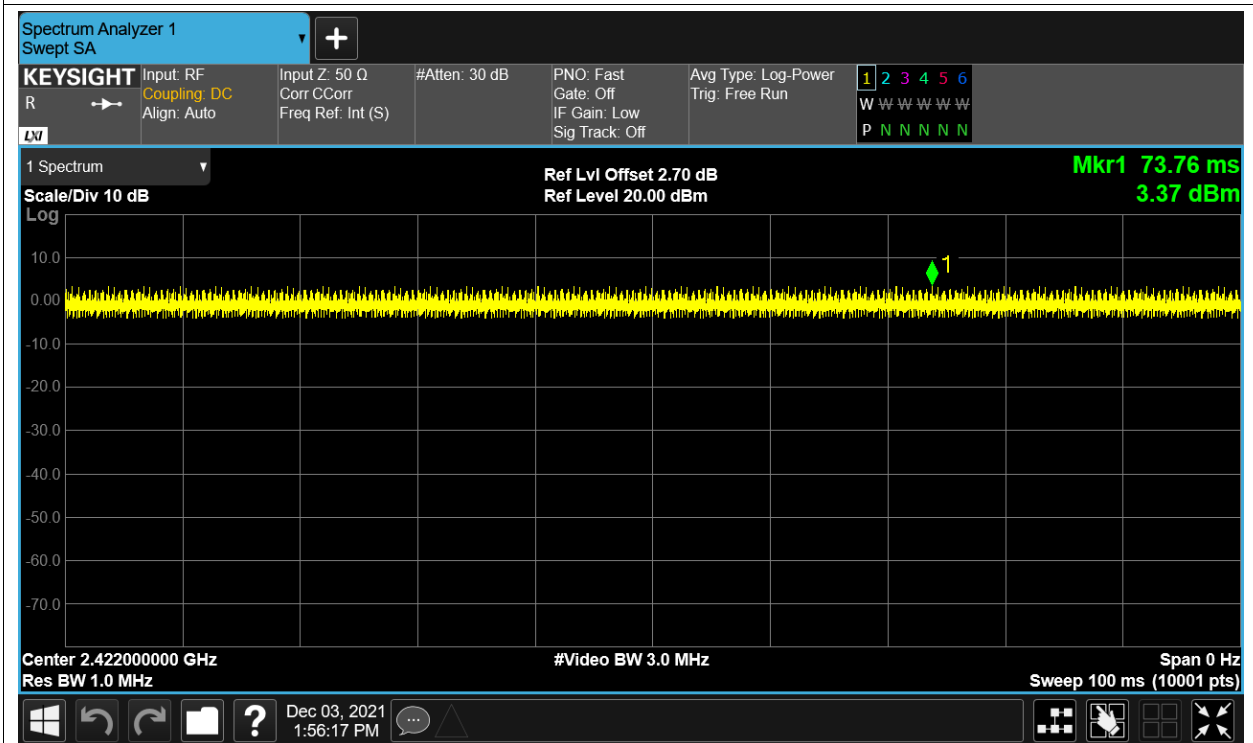 Spectrum Analyzer 1
Swept SA
+
KEYSIGHT
R
LXI
Input: RF
Coupling: DC
Align: Auto
Input Z: 50 Ω
Corr CCorr
Freq Ref: Int (S)
#Atten: 30 dB
PNO: Fast
Gate: Off
IF Gain: Low
Sig Track: Off
Avg Type: Log-Power
Trig: Free Run
1 2 3 4 5 6
W W W W W W
P N N N N N
1 Spectrum
Scale/Div 10 dB
Ref Lvl Offset 2.70 dB
Ref Level 20.00 dBm
Mkr1 73.76 ms
3.37 dBm
Log
10.0
0.00
-10.0
-20.0
-30.0
-40.0
-50.0
-60.0
-70.0
1
Center 2.422000000 GHz
Res BW 1.0 MHz
#Video BW 3.0 MHz
Span 0 Hz
Sweep 100 ms (10001 pts)
?
Dec 03, 2021
1:56:17 PM